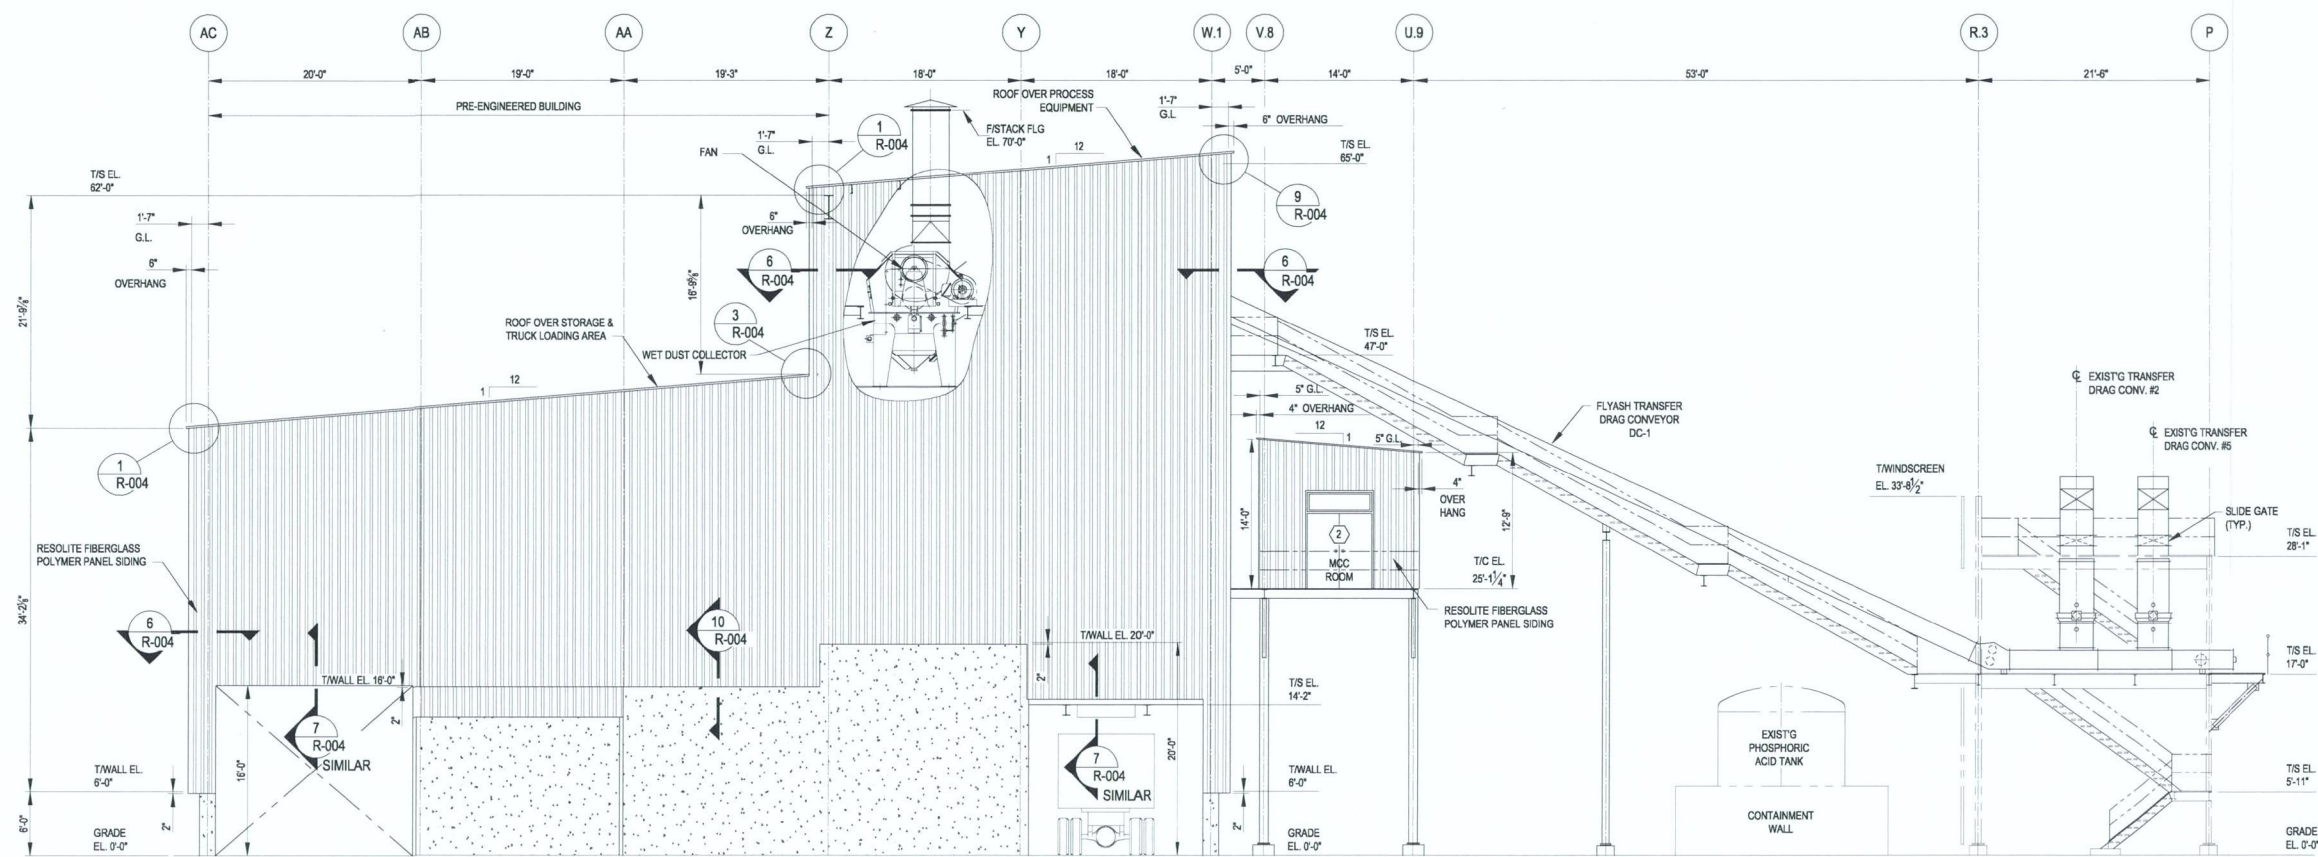 AC
AB
AA
Z
Y
W.1
V.8
U.9
R.3
P
20'-0"
19'-0"
19'-3"
18'-0"
18'-0"
5'-0"
14'-0"
53'-0"
21'-6"
PRE-ENGINEERED BUILDING
ROOF OVER PROCESS
EQUIPMENT
1'-7"
G.L.
6" OVERHANG
F/STACK FLG
EL. 70'-0"
1
R-004
1'-7"
G.L.
FAN
12
1
T/S EL.
65'-0"
T/S EL.
62'-0"
9
R-004
1'-7"
G.L.
6"
OVERHANG
6"
OVERHANG
6
R-004
6
R-004
16'-9⅝"
21'-9⅞"
3
R-004
ROOF OVER STORAGE &
TRUCK LOADING AREA
WET DUST COLLECTOR
T/S EL.
47'-0"
12
1
5" G.L.
4" OVERHANG
12
1
5" G.L.
FLYASH TRANSFER
DRAG CONVEYOR
DC-1
℄ EXIST'G TRANSFER
DRAG CONV. #2
℄ EXIST'G TRANSFER
DRAG CONV. #5
1
R-004
T/WINDSCREEN
EL. 33'-8½"
4"
OVER
HANG
14'-0"
12'-9"
2
MCC
ROOM
T/C EL.
25'-1¼"
SLIDE GATE
(TYP.)
T/S EL.
28'-1"
RESOLITE FIBERGLASS
POLYMER PANEL SIDING
34'-2⅛"
RESOLITE FIBERGLASS
POLYMER PANEL SIDING
6
R-004
10
R-004
T/WALL EL. 20'-0"
2"
T/S EL.
17'-0"
T/WALL EL. 16'-0"
2"
T/S EL.
14'-2"
7
R-004
SIMILAR
16'-0"
7
R-004
SIMILAR
20'-0"
EXIST'G
PHOSPHORIC
ACID TANK
T/WALL EL.
6'-0"
T/WALL EL.
6'-0"
T/S EL.
5'-11"
6'-0"
2"
2"
CONTAINMENT
WALL
GRADE
EL. 0'-0"
GRADE
EL. 0'-0"
GRADE
EL. 0'-0"